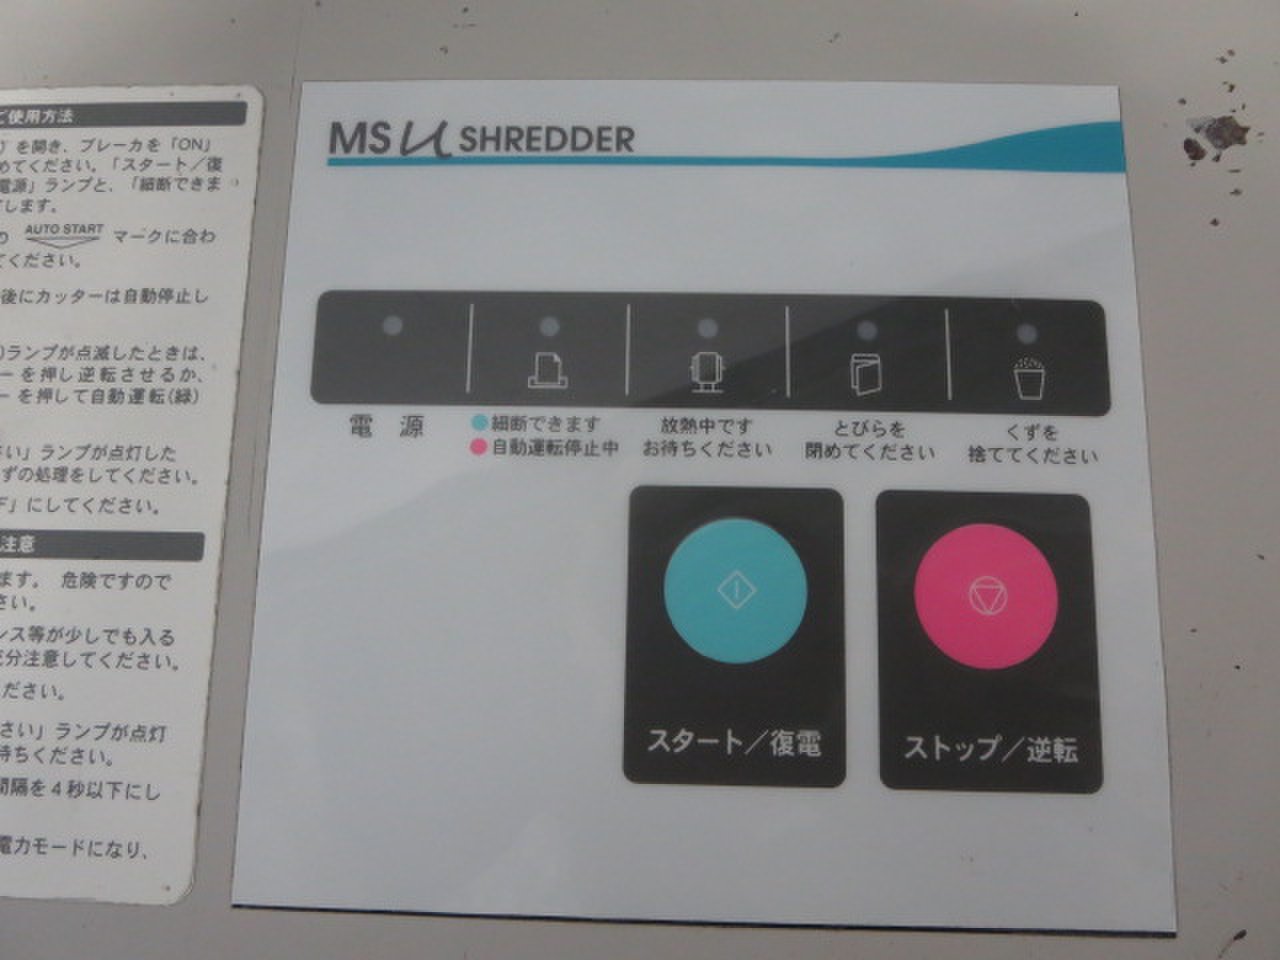 ご使用方法
を開き、ブレーカを「ON」
めてください。「スタート／復
電源」ランプと、「細断できま
します。
の AUTO START マークに合わ
てください。
後にカッターは自動停止し
ランプが点滅したときは、
ーを押し逆転させるか、
ーを押して自動運転(緑)
さい」ランプが点灯した
ずの処理をしてください。
F」にしてください。
注意
ます。 危険ですので
さい。
ンス等が少しでも入る
充分注意してください。
ださい。
さい」ランプが点灯
待ちください。
間隔を4秒以下にし
電力モードになり、
MS U SHREDDER
電 源
細断できます
自動運転停止中
放熱中です
お待ちください
とびらを
閉めてください
くずを
捨ててください
スタート／復電
ストップ／逆転